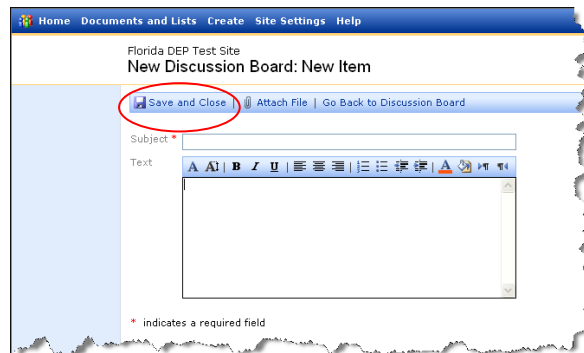 Home Documents and Lists Create Site Settings Help
Florida DEP Test Site
New Discussion Board: New Item
Save and Close | Attach File | Go Back to Discussion Board
Subject *
Text
A A | B I U | A
* indicates a required field